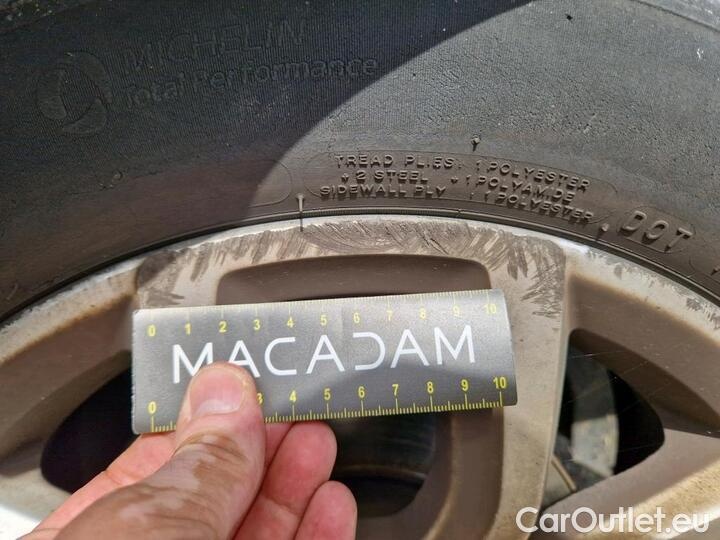 MICHELIN
Total Performance
TREAD PLIES: 1 POLYESTER
+ 2 STEEL + 1 POLYAMIDE
SIDEWALL PLY : 1 POLYESTER
DOT
0 1 2 3 4 5 6 7 8 9 10
MACADAM
0 3 4 5 6 7 8 9 10
CarOutlet.eu